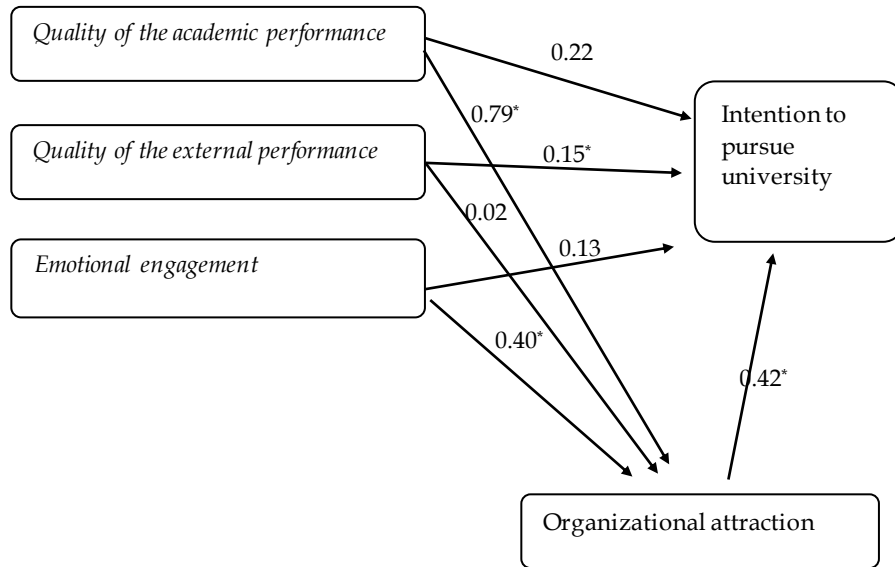 Quality of the academic performance
0.22
0.79*
Intention to
pursue
university
Quality of the external performance
0.15*
0.02
Emotional engagement
0.13
0.40*
0.42*
Organizational attraction